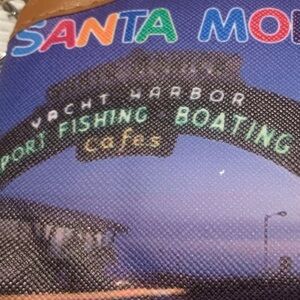 SANTA MO
YACHT HARBOR
PORT FISHING · BOATING
Cafes